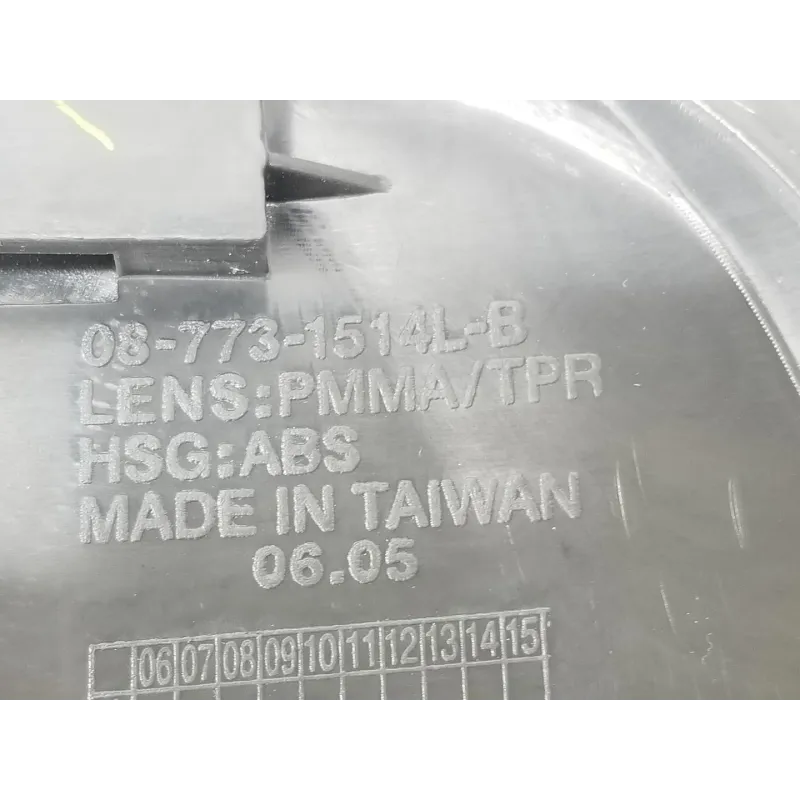 08-773-1514L-B
LENS:PMMA/TPR
HSG:ABS
MADE IN TAIWAN
06.05
06 07 08 09 10 11 12 13 14 15